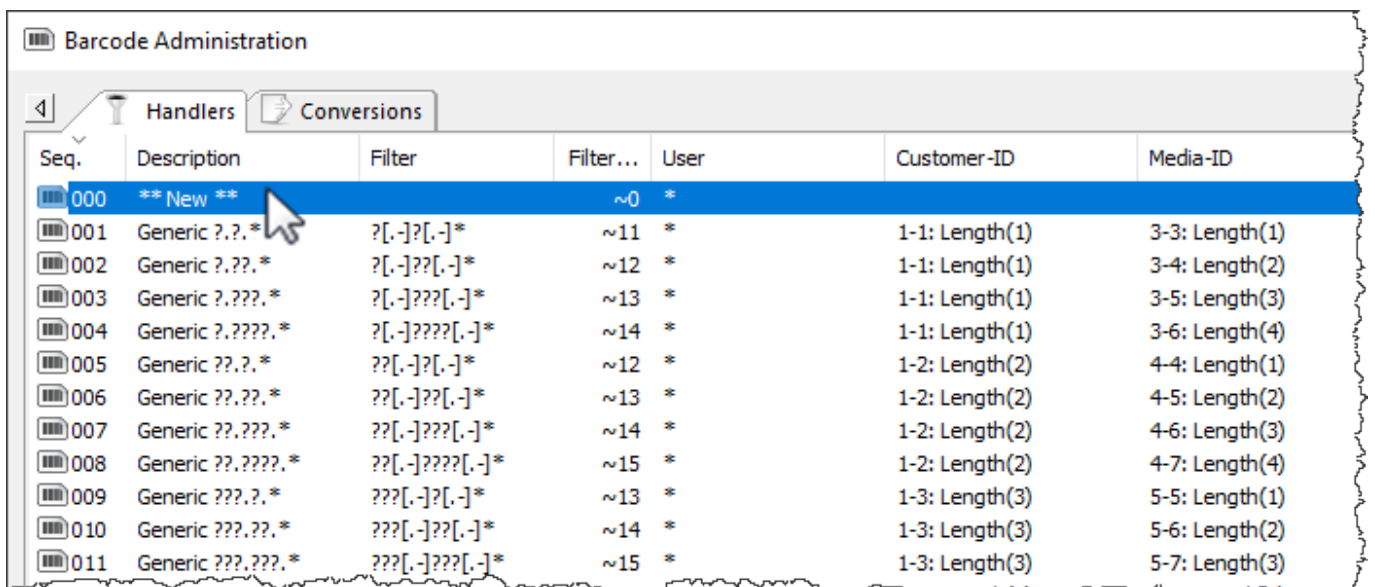 Barcode Administration
Handlers Conversions
Seq. Description Filter Filter... User Customer-ID Media-ID
000 ** New ** ~0 *
001 Generic ?.?.* ?[.-]?[.-]* ~11 * 1-1: Length(1) 3-3: Length(1)
002 Generic ?.??.* ?[.-]??[.-]* ~12 * 1-1: Length(1) 3-4: Length(2)
003 Generic ?.???.* ?[.-]???[.-]* ~13 * 1-1: Length(1) 3-5: Length(3)
004 Generic ?.????.* ?[.-]????[.-]* ~14 * 1-1: Length(1) 3-6: Length(4)
005 Generic ??.?.* ??[.-]?[.-]* ~12 * 1-2: Length(2) 4-4: Length(1)
006 Generic ??.??.* ??[.-]??[.-]* ~13 * 1-2: Length(2) 4-5: Length(2)
007 Generic ??.???.* ??[.-]???[.-]* ~14 * 1-2: Length(2) 4-6: Length(3)
008 Generic ??.????.* ??[.-]????[.-]* ~15 * 1-2: Length(2) 4-7: Length(4)
009 Generic ???.?.* ???[.-]?[.-]* ~13 * 1-3: Length(3) 5-5: Length(1)
010 Generic ???.??.* ???[.-]??[.-]* ~14 * 1-3: Length(3) 5-6: Length(2)
011 Generic ???.???.* ???[.-]???[.-]* ~15 * 1-3: Length(3) 5-7: Length(3)